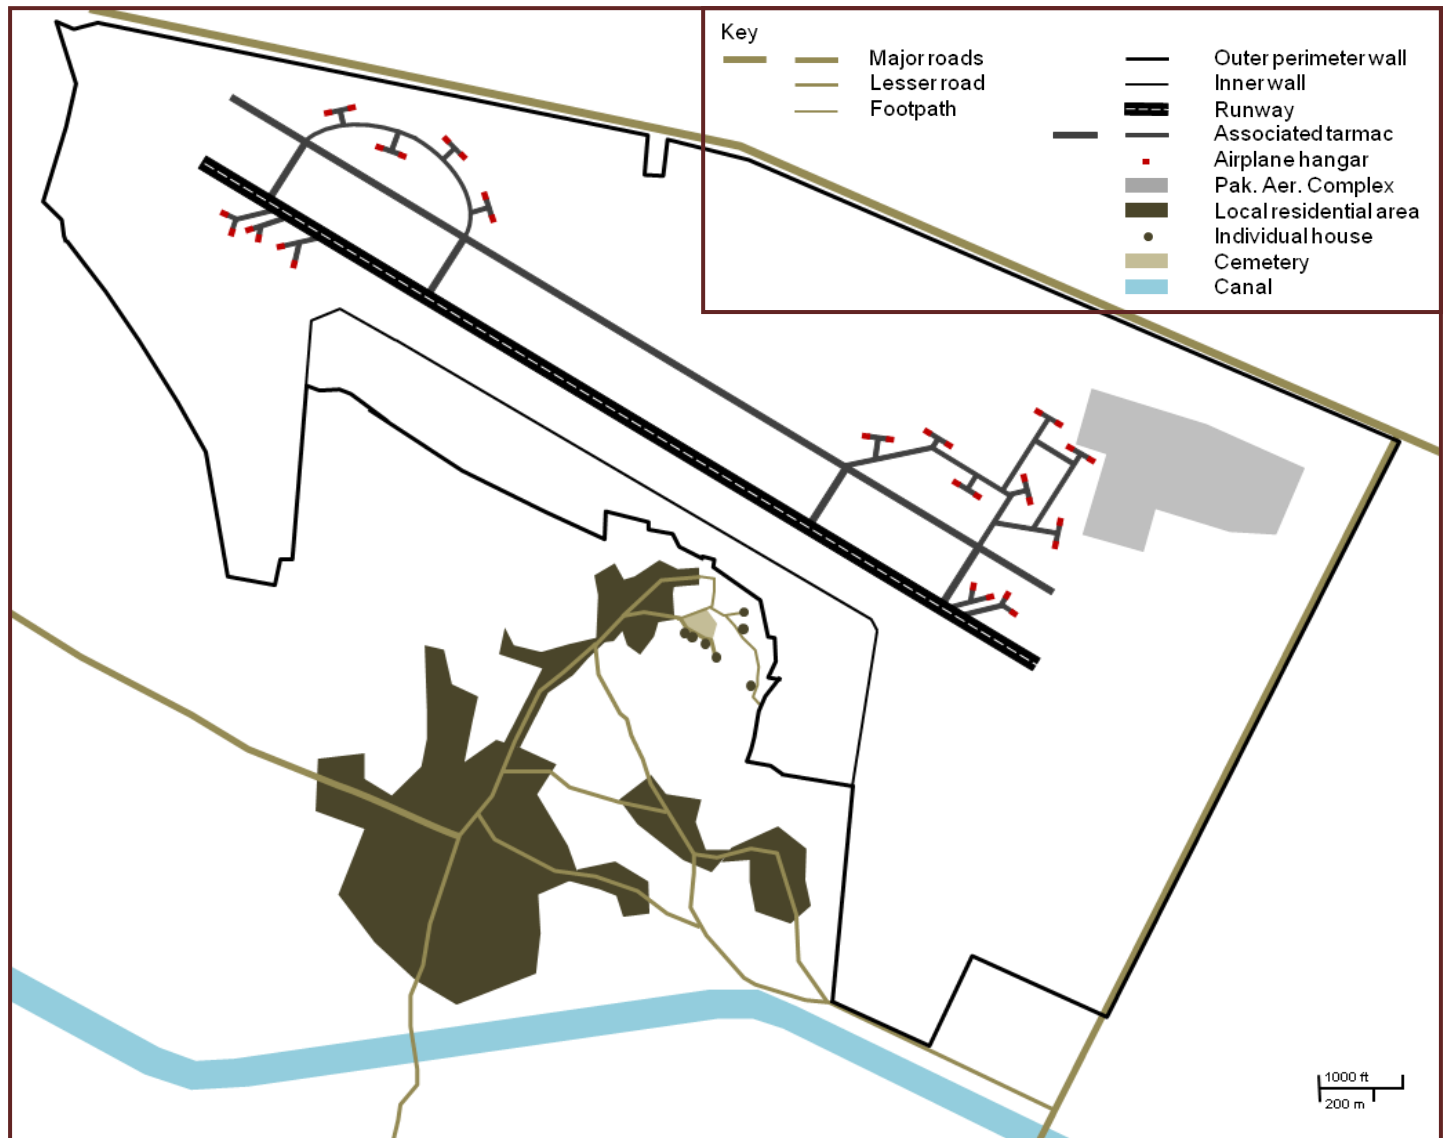 Key
Major roads
Lesser road
Footpath
Outer perimeter wall
Inner wall
Runway
Associated tarmac
Airplane hangar
Pak. Aer. Complex
Local residential area
Individual house
Cemetery
Canal
1000 ft
200 m